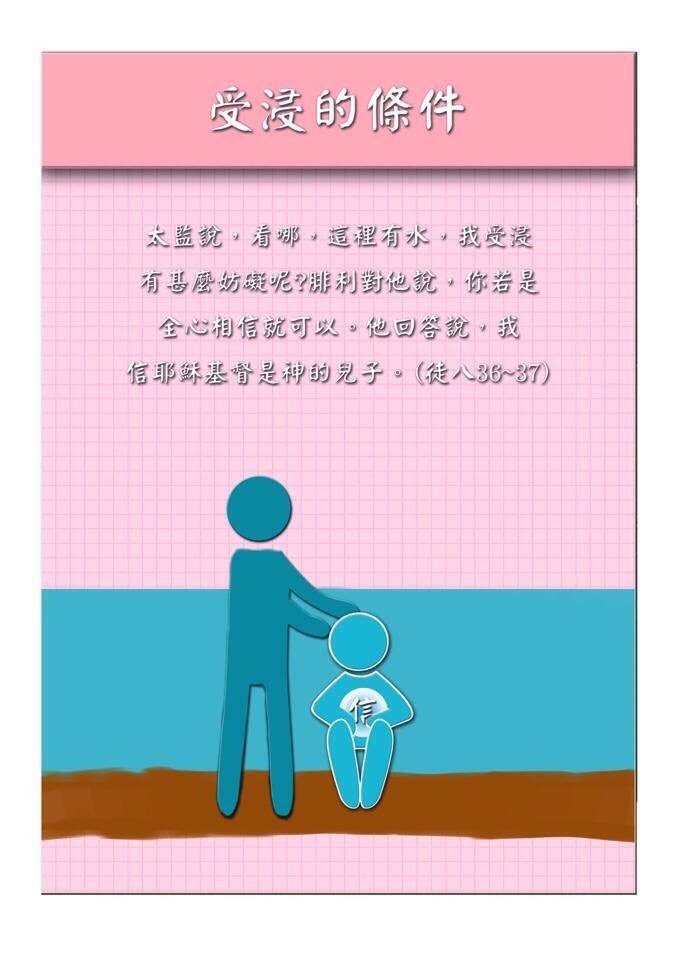 受浸的條件
太監說，看哪，這裡有水，我受浸
有甚麼妨礙呢?腓利對他說，你若是
全心相信就可以。他回答說，我
信耶穌基督是神的兒子。(徒八36~37)
信